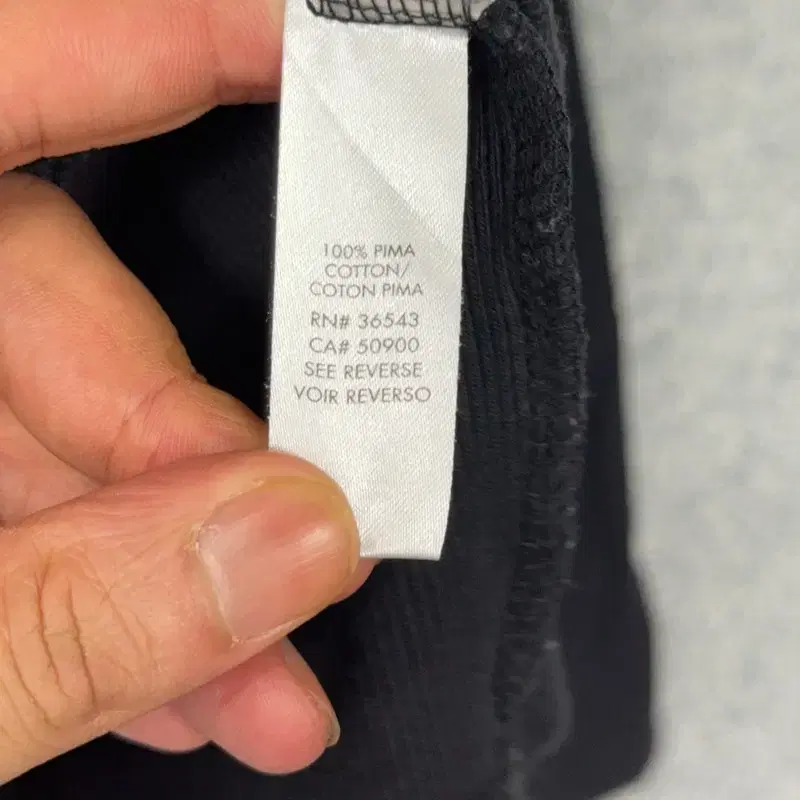 100% PIMA
COTTON/
COTON PIMA
RN# 36543
CA# 50900
SEE REVERSE
VOIR REVERSO